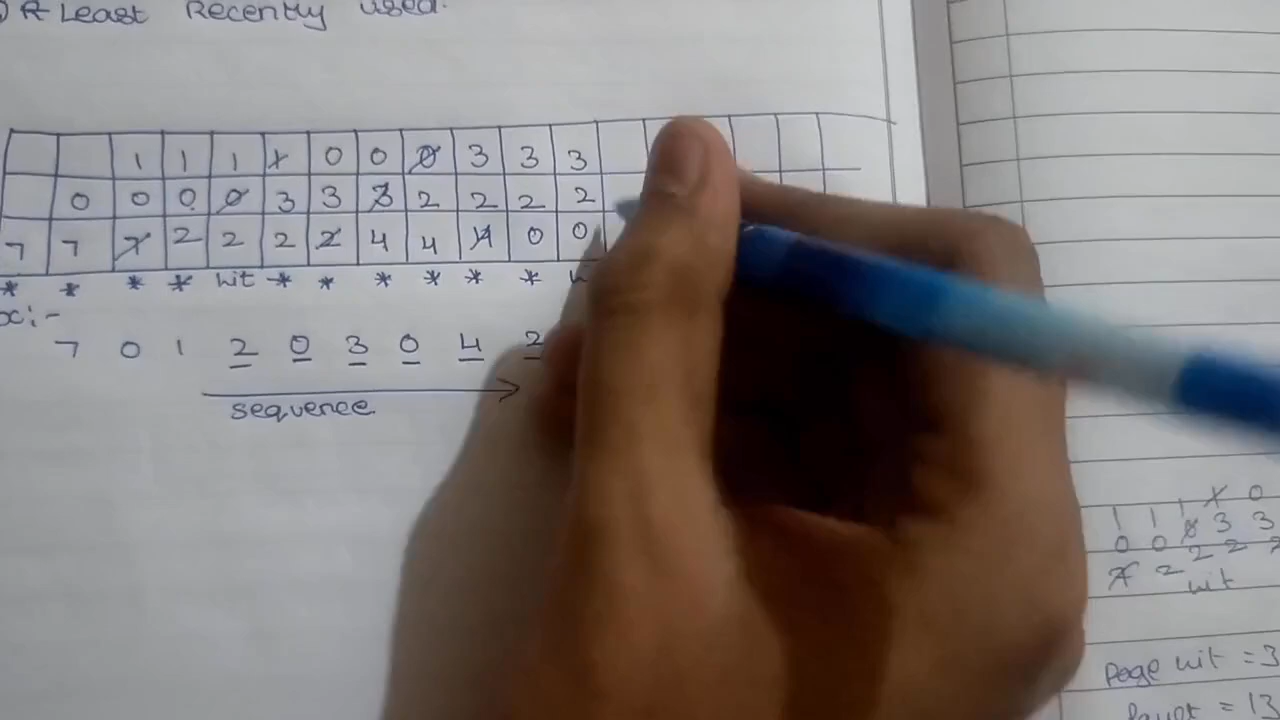 Least Recently used.
1 1 1 1 0 0 0 3 3 3
0 0 0 0 3 3 3 2 2 2 2
7 7 7 2 2 2 2 4 4 4 0 0
* * * * hit * * * * * *
:-
7 0 1 2 0 3 0 4 2
sequence
1 1 1 1 0
0 0 0 3 3
7 2 2 2 2
hit
Page hit = 3
= 13